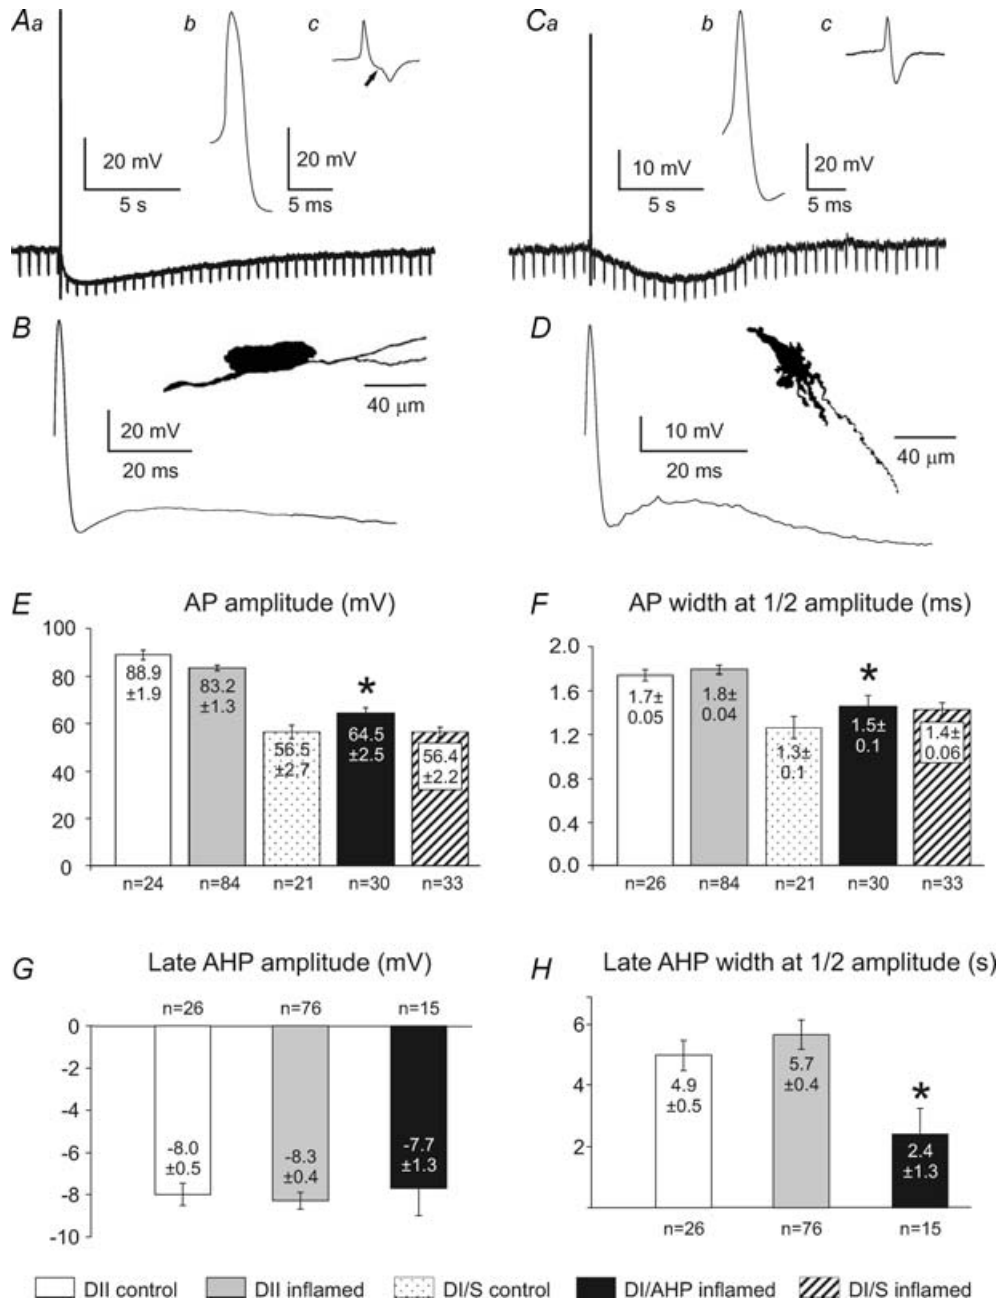 Aa b c Ca b c
20 mV
5 s
20 mV
5 ms
10 mV
5 s
20 mV
5 ms
B
20 mV
20 ms
40 µm
D
10 mV
20 ms
40 µm
E AP amplitude (mV)
100
80
60
40
20
0
88.9
±1.9
83.2
±1.3
56.5
±2.7
64.5
±2.5
56.4
±2.2
*
n=24 n=84 n=21 n=30 n=33
F AP width at 1/2 amplitude (ms)
2.0
1.6
1.2
0.8
0.4
0.0
1.7±
0.05
1.8±
0.04
1.3±
0.1
1.5±
0.1
1.4±
0.06
*
n=26 n=84 n=21 n=30 n=33
G Late AHP amplitude (mV)
n=26 n=76 n=15
0
-2
-4
-6
-8
-10
-8.0
±0.5
-8.3
±0.4
-7.7
±1.3
H Late AHP width at 1/2 amplitude (s)
6
4
2
4.9
±0.5
5.7
±0.4
2.4
±1.3
*
n=26 n=76 n=15
DII control DII inflamed DI/S control DI/AHP inflamed DI/S inflamed